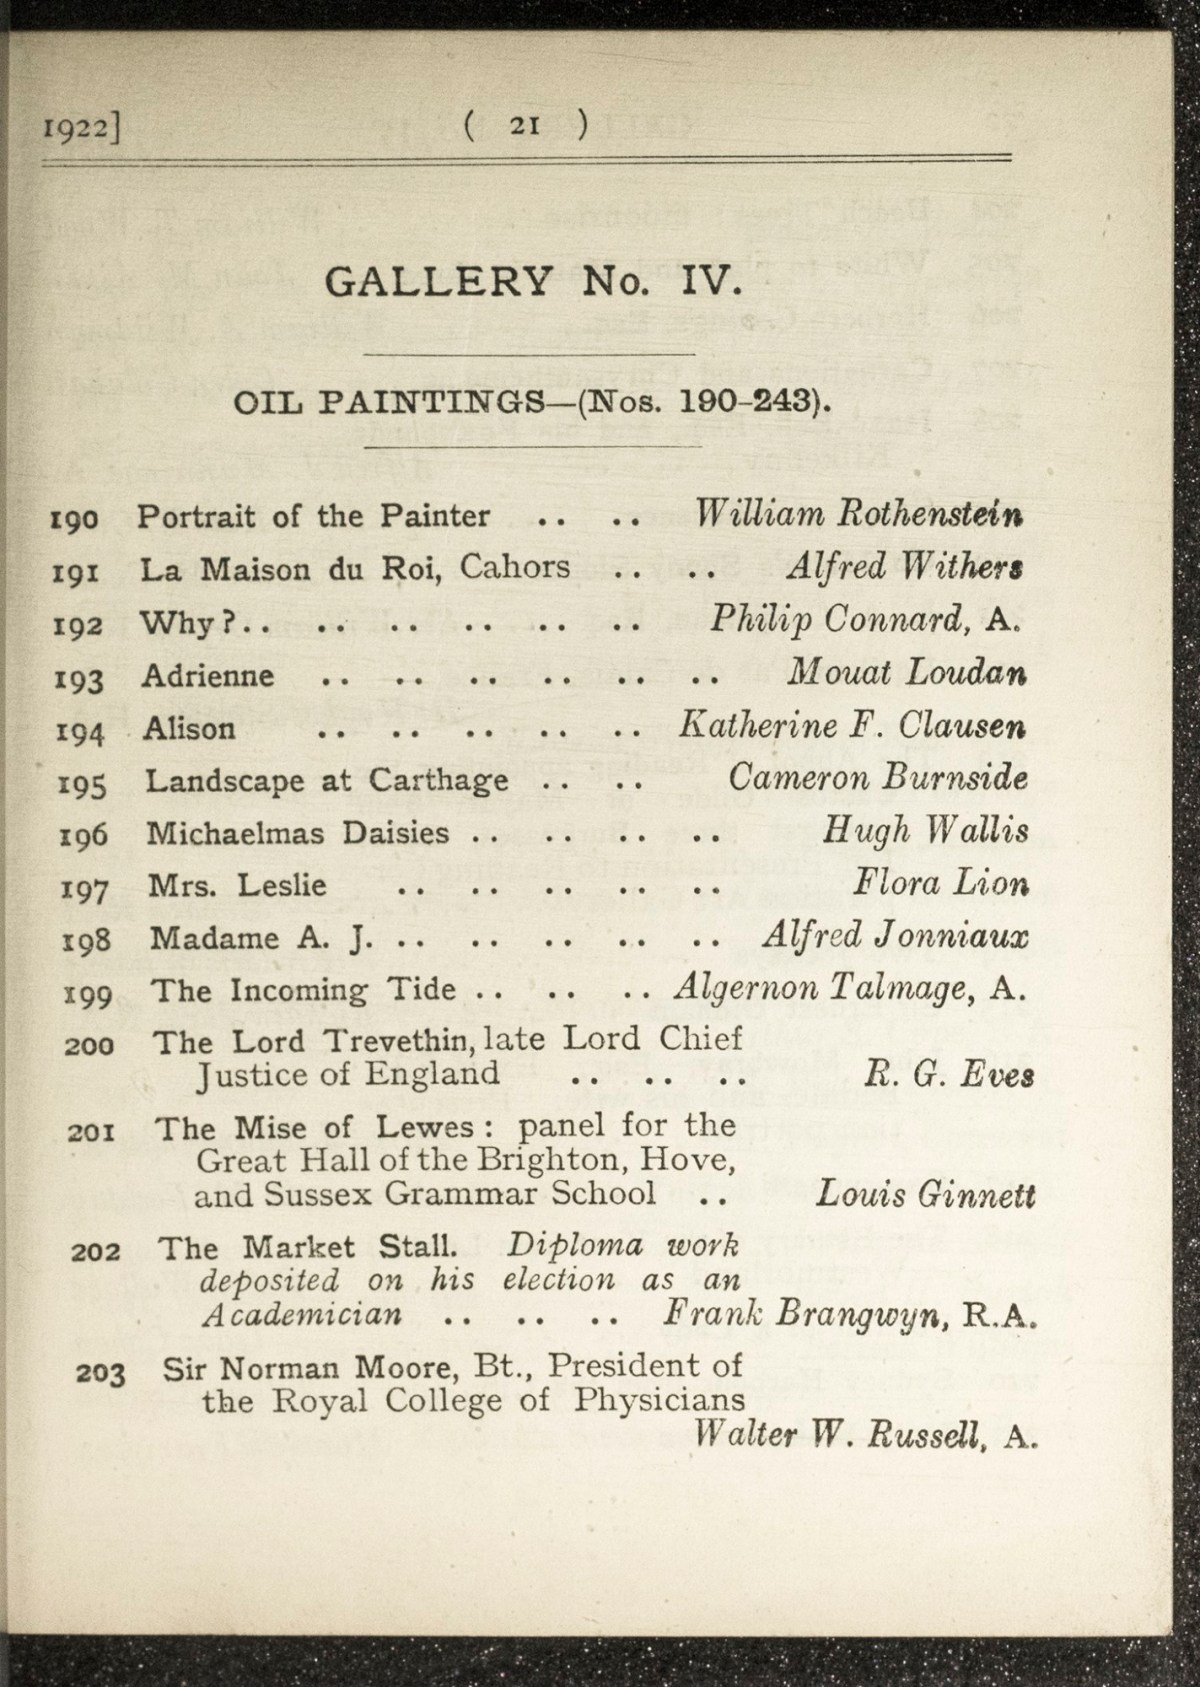 1922] ( 21 )
GALLERY No. IV.
OIL PAINTINGS—(Nos. 190-243).
190 Portrait of the Painter .. .. William Rothenstein
191 La Maison du Roi, Cahors .. .. Alfred Withers
192 Why?.. .. .. .. .. .. Philip Connard, A.
193 Adrienne .. .. .. .. .. .. Mouat Loudan
194 Alison .. .. .. .. .. Katherine F. Clausen
195 Landscape at Carthage .. .. Cameron Burnside
196 Michaelmas Daisies .. .. .. .. Hugh Wallis
197 Mrs. Leslie .. .. .. .. .. Flora Lion
198 Madame A. J. .. .. .. .. .. Alfred Jonniaux
199 The Incoming Tide .. .. .. Algernon Talmage, A.
200 The Lord Trevethin, late Lord Chief
Justice of England .. .. .. R. G. Eves
201 The Mise of Lewes : panel for the
Great Hall of the Brighton, Hove,
and Sussex Grammar School .. Louis Ginnett
202 The Market Stall. Diploma work
deposited on his election as an
Academician .. .. .. Frank Brangwyn, R.A.
203 Sir Norman Moore, Bt., President of
the Royal College of Physicians
Walter W. Russell, A.